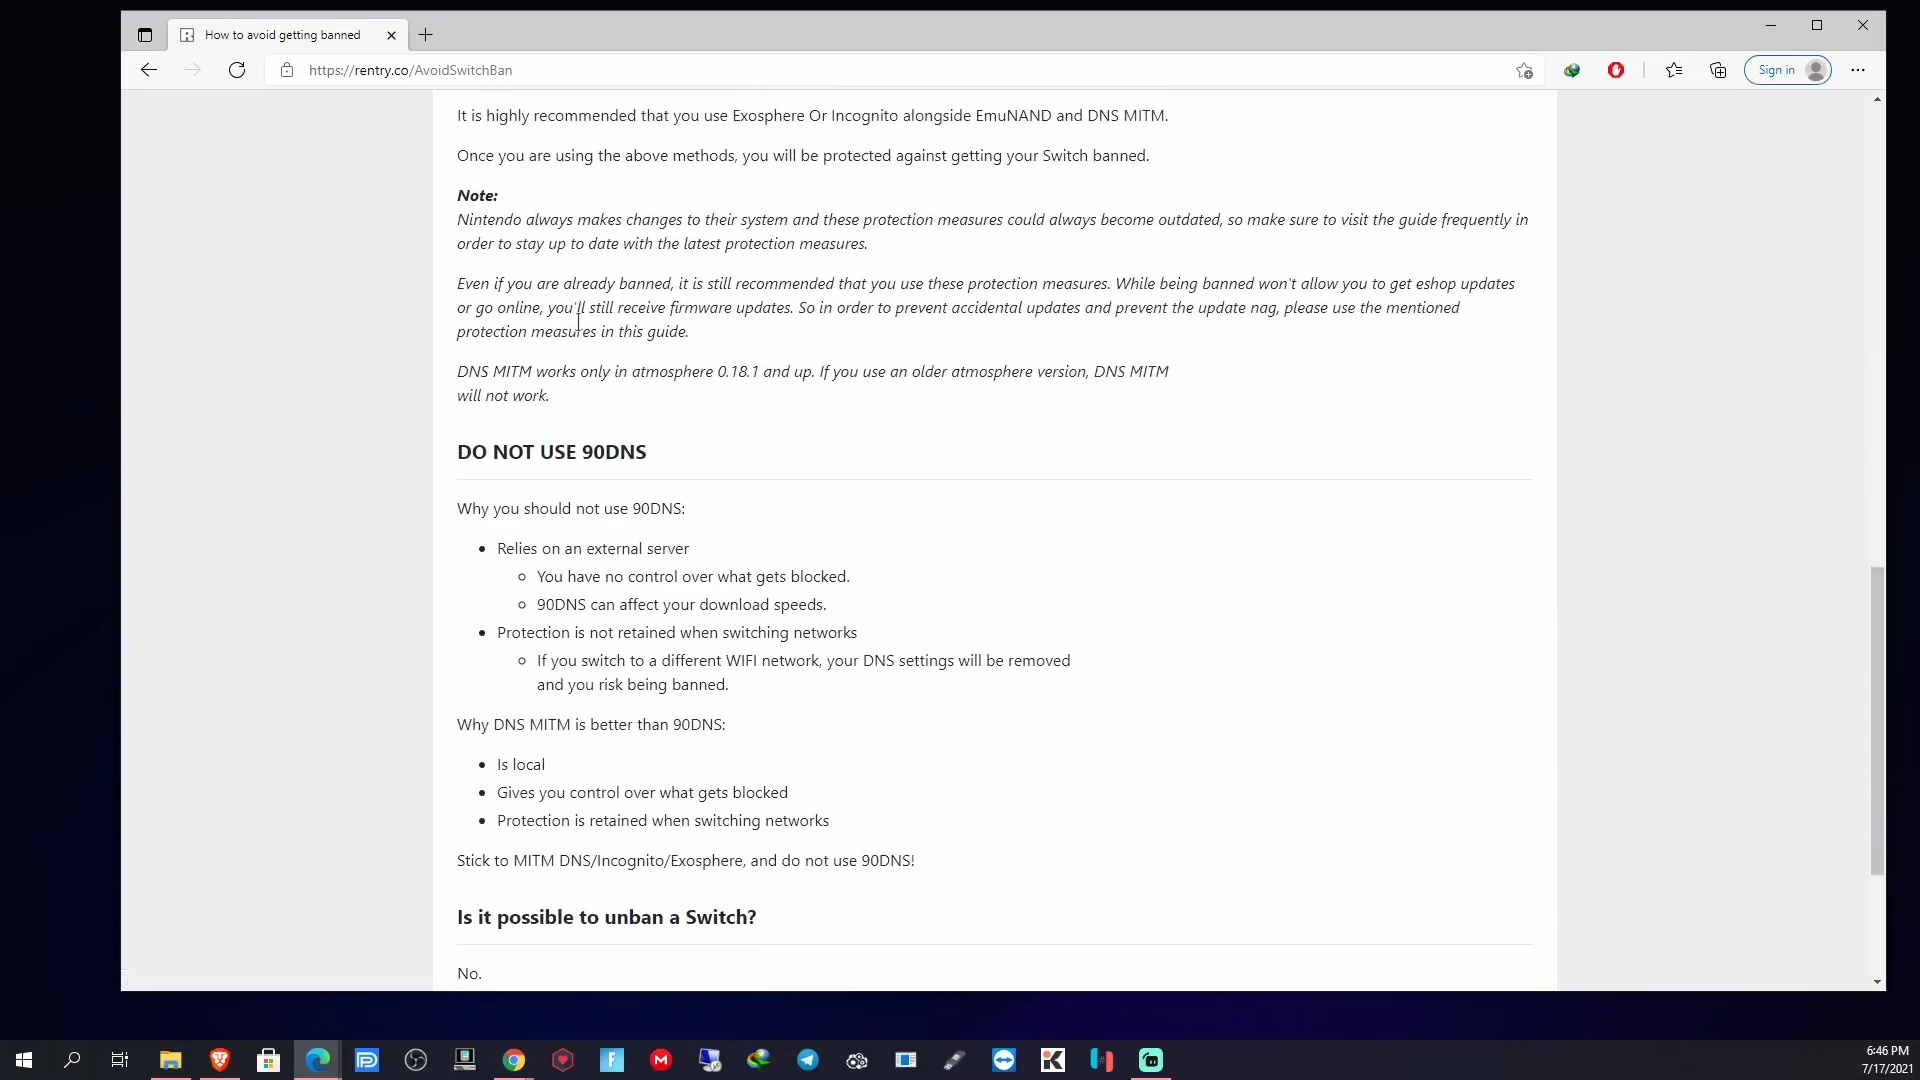 How to avoid getting banned
https://rentry.co/AvoidSwitchBan
Sign in
It is highly recommended that you use Exosphere Or Incognito alongside EmuNAND and DNS MITM.
Once you are using the above methods, you will be protected against getting your Switch banned.
Note:
Nintendo always makes changes to their system and these protection measures could always become outdated, so make sure to visit the guide frequently in
order to stay up to date with the latest protection measures.
Even if you are already banned, it is still recommended that you use these protection measures. While being banned won't allow you to get eshop updates
or go online, you'll still receive firmware updates. So in order to prevent accidental updates and prevent the update nag, please use the mentioned
protection measures in this guide.
DNS MITM works only in atmosphere 0.18.1 and up. If you use an older atmosphere version, DNS MITM
will not work.
DO NOT USE 90DNS
Why you should not use 90DNS:
Relies on an external server
You have no control over what gets blocked.
90DNS can affect your download speeds.
Protection is not retained when switching networks
If you switch to a different WIFI network, your DNS settings will be removed
and you risk being banned.
Why DNS MITM is better than 90DNS:
Is local
Gives you control over what gets blocked
Protection is retained when switching networks
Stick to MITM DNS/Incognito/Exosphere, and do not use 90DNS!
Is it possible to unban a Switch?
No.
6:46 PM
7/17/2021